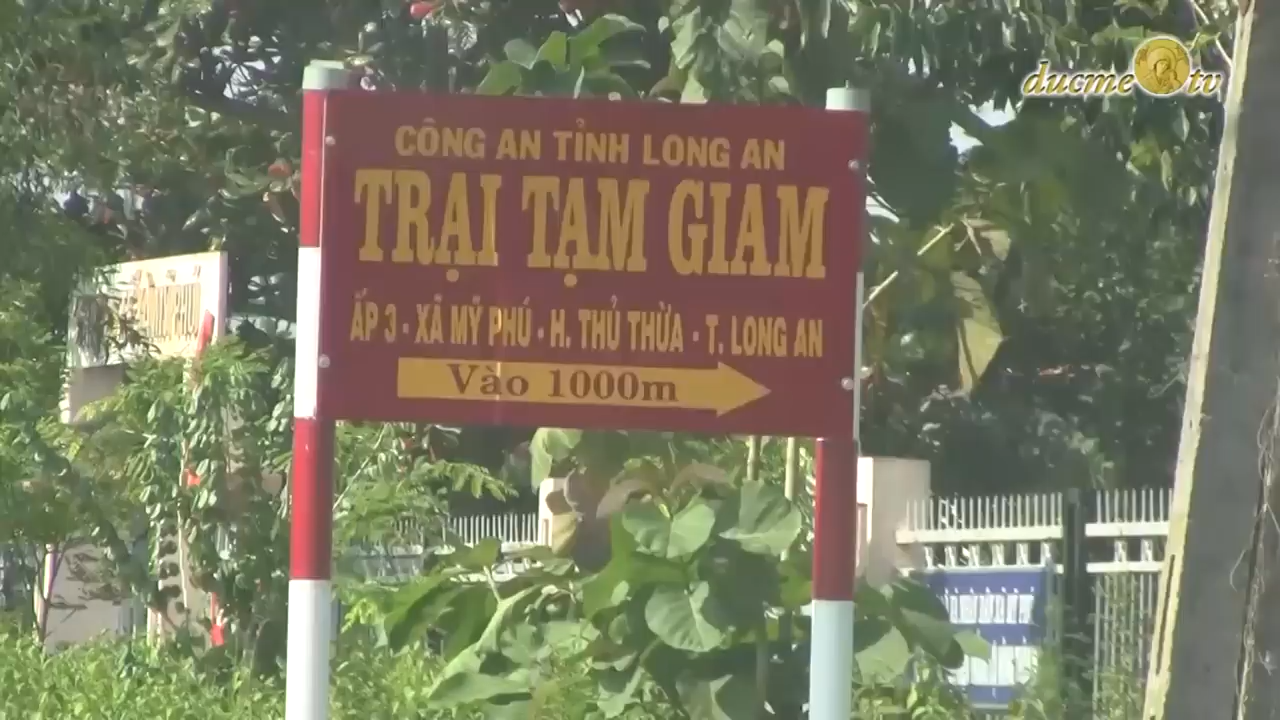 ducme tv
CÔNG AN TỈNH LONG AN
TRẠI TẠM GIAM
ẤP 3 - XÃ MỸ PHÚ - H. THỦ THỪA - T. LONG AN
Vào 1000m